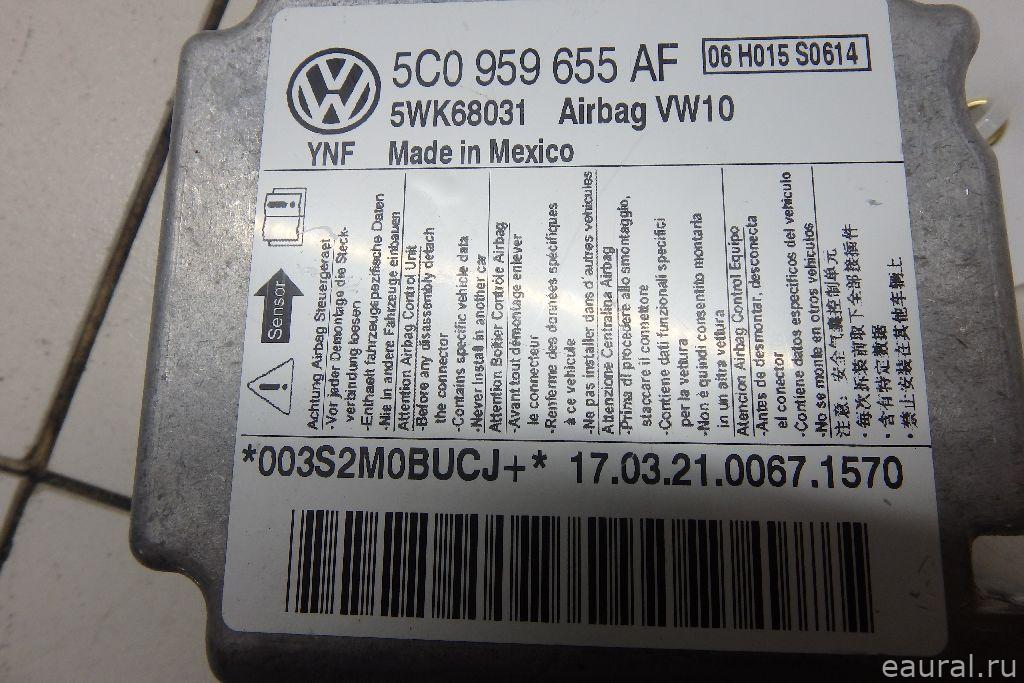 5C0 959 655 AF
06 H015 S0614
5WK68031 Airbag VW10
YNF Made in Mexico
Sensor
Achtung Airbag Steuergeraet
-Vor jeder Demontage die Steck-
verbindung loesen
-Enthaelt fahrzeugspezifische Daten
-Nie in andere Fahrzeuge einbauen
Attention Airbag Control Unit
-Before any disassembly detach
the connector
-Contains specific vehicle data
-Never Install in another car
Attention Boîtier Contrôle Airbag
-Avant tout démontage enlever
le connecteur
-Renferme des données spécifiques
à ce véhicule
-Ne pas installer dans d'autres véhicules
Attenzione Centralina Airbag
-Prima di procedere allo smontaggio,
staccare il connettore
-Contiene dati funzionali specifici
per la vettura
-Non è quindi consentito montarla
in un altra vettura
Atencion Airbag Control Equipo
-Antes de desmontar, desconecta
el conector
-Contiene datos especificos del vehiculo
-No se monte en otros vehiculos
注意: 安全气囊控制单元
·每次拆装前取下全部接插件
·含有特定数据
·禁止安装在其他车辆上
*003S2M0BUCJ+* 17.03.21.0067.1570
eaural.ru